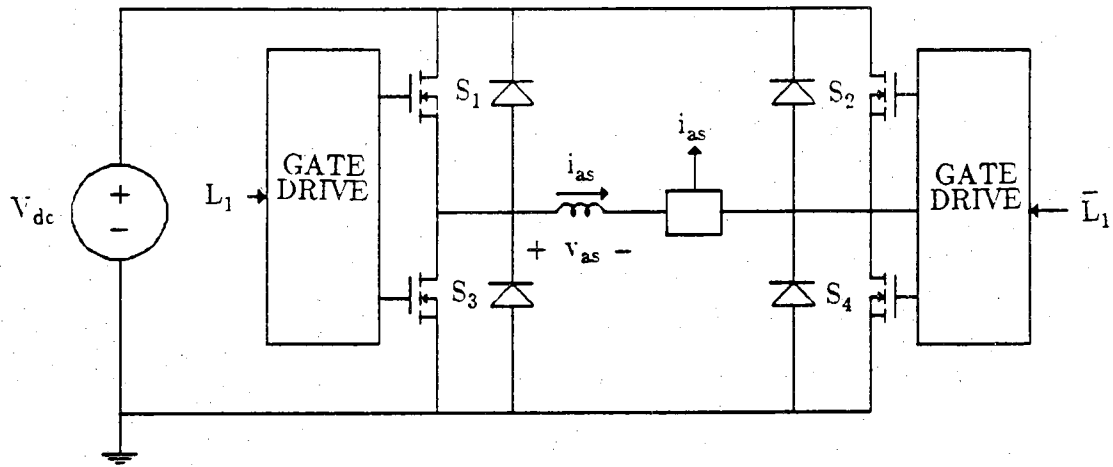 V_dc
+
−
L₁
GATE
DRIVE
S₁
S₃
i_as
+ v_as −
i_as
S₂
S₄
GATE
DRIVE
L̄₁